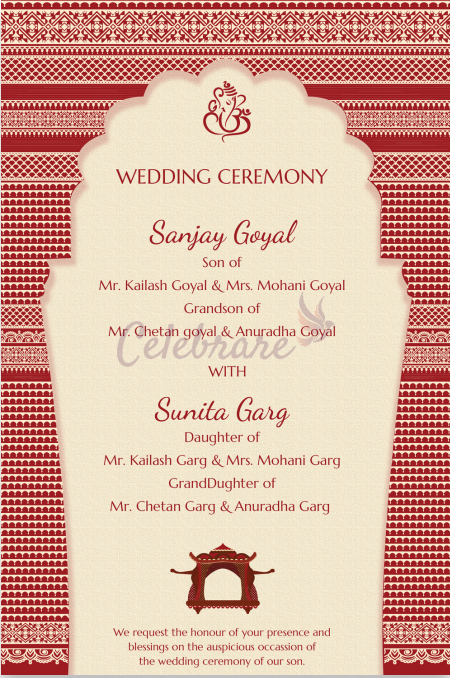 WEDDING CEREMONY
Sanjay Goyal
Son of
Mr. Kailash Goyal & Mrs. Mohani Goyal
Grandson of
Mr. Chetan goyal & Anuradha Goyal
Celebrare
WITH
Sunita Garg
Daughter of
Mr. Kailash Garg & Mrs. Mohani Garg
GrandDughter of
Mr. Chetan Garg & Anuradha Garg
We request the honour of your presence and
blessings on the auspicious occassion of
the wedding ceremony of our son.